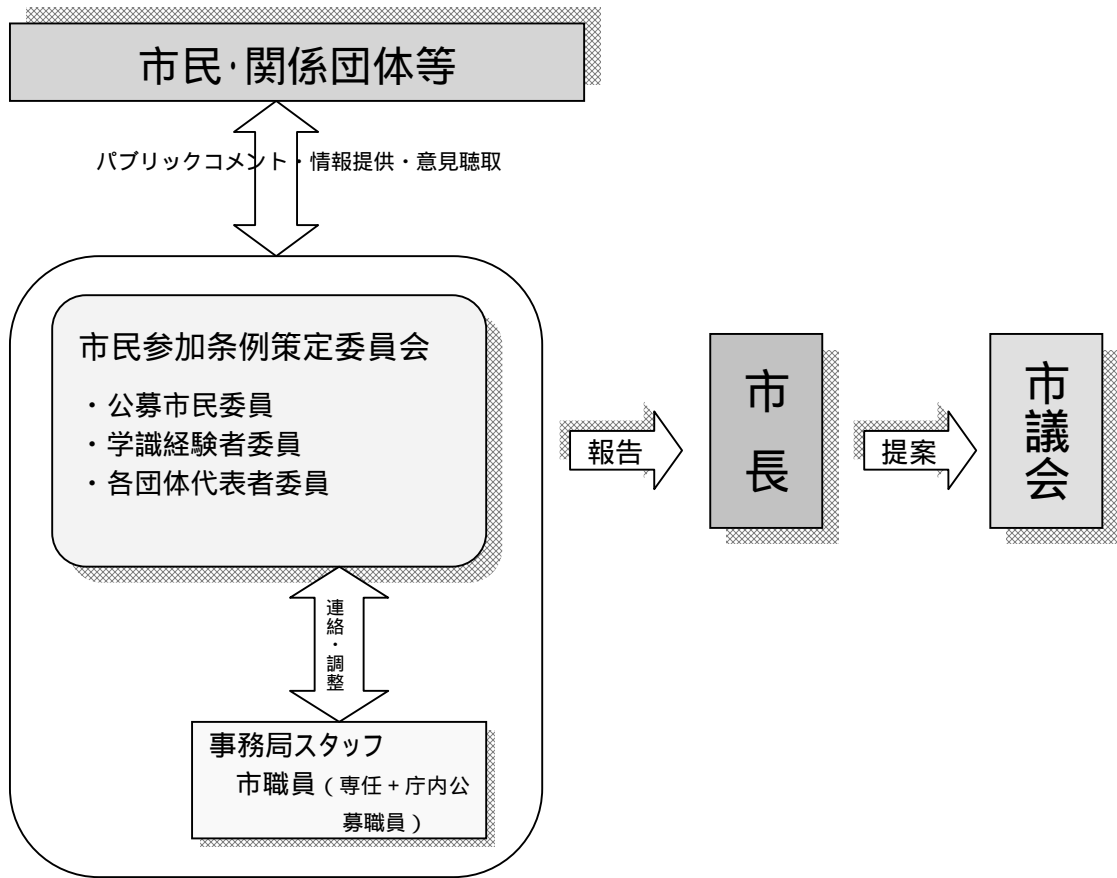 市民・関係団体等
パブリックコメント・情報提供・意見聴取
市民参加条例策定委員会
・公募市民委員
・学識経験者委員
・各団体代表者委員
報告
市長
提案
市議会
連絡・調整
事務局スタッフ
市職員（専任＋庁内公
募職員）